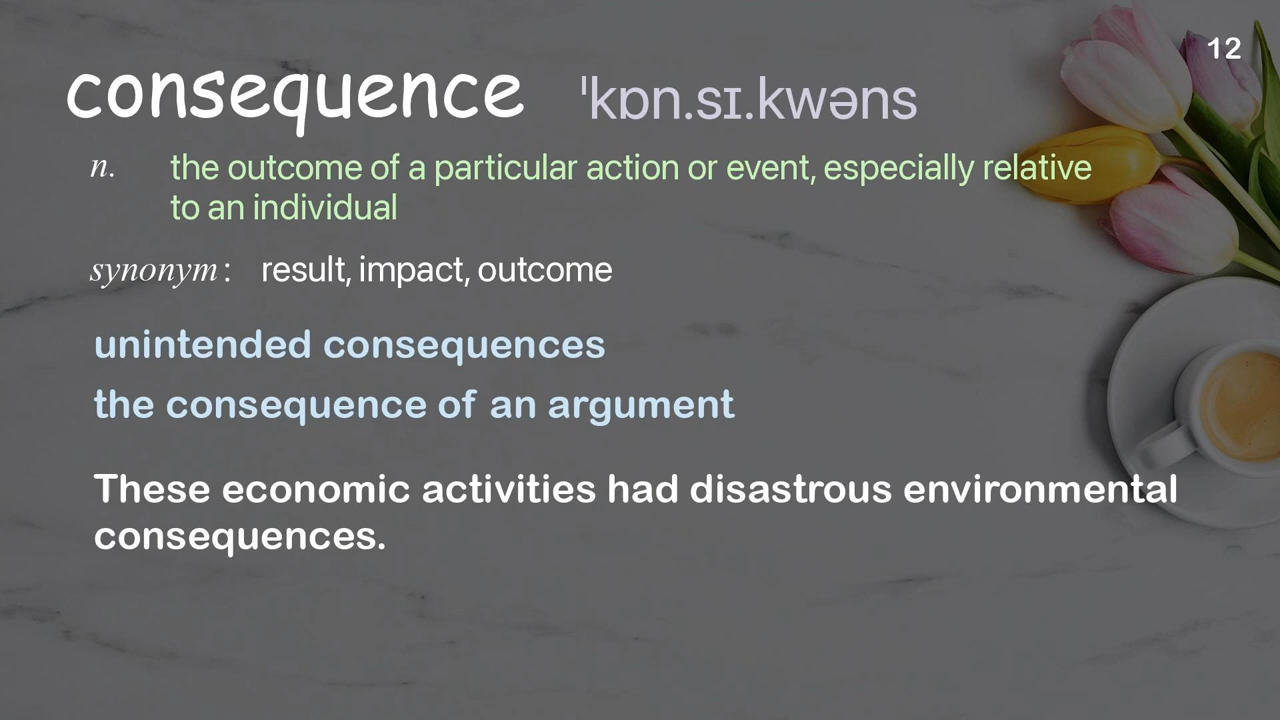 12
consequence ˈkɒn.sɪ.kwəns
n. the outcome of a particular action or event, especially relative
to an individual
synonym: result, impact, outcome
unintended consequences
the consequence of an argument
These economic activities had disastrous environmental
consequences.